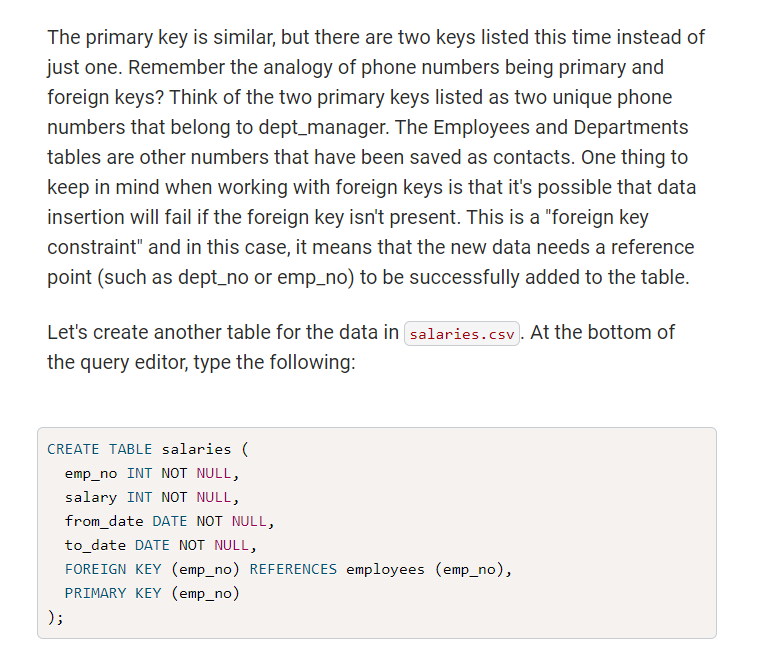 The primary key is similar, but there are two keys listed this time instead of
just one. Remember the analogy of phone numbers being primary and
foreign keys? Think of the two primary keys listed as two unique phone
numbers that belong to dept_manager. The Employees and Departments
tables are other numbers that have been saved as contacts. One thing to
keep in mind when working with foreign keys is that it's possible that data
insertion will fail if the foreign key isn't present. This is a "foreign key
constraint" and in this case, it means that the new data needs a reference
point (such as dept_no or emp_no) to be successfully added to the table.
Let's create another table for the data in salaries.csv. At the bottom of
the query editor, type the following:
CREATE TABLE salaries (
  emp_no INT NOT NULL,
  salary INT NOT NULL,
  from_date DATE NOT NULL,
  to_date DATE NOT NULL,
  FOREIGN KEY (emp_no) REFERENCES employees (emp_no),
  PRIMARY KEY (emp_no)
);